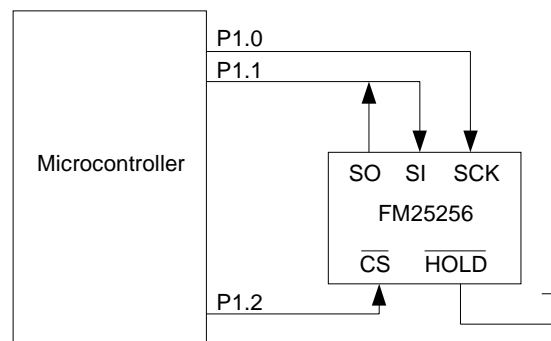 P1.0
P1.1
Microcontroller
SO SI SCK
FM25256
CS HOLD
P1.2